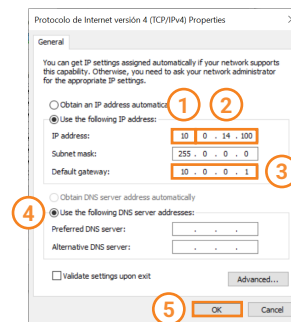 Protocolo de Internet versión 4 (TCP/IPv4) Properties
General
You can get IP settings assigned automatically if your network supports
this capability. Otherwise, you need to ask your network administrator
for the appropriate IP settings.
Obtain an IP address automatica
1 2
Use the following IP address:
IP address: 10 0 . 14 . 100
Subnet mask: 255 . 0 . 0 . 0
Default gateway: 10 . 0 . 0 . 1
3
Obtain DNS server address automatically
4 Use the following DNS server addresses:
Preferred DNS server: . . .
Alternative DNS server: . . .
Validate settings upon exit
Advanced...
5 OK Cancel